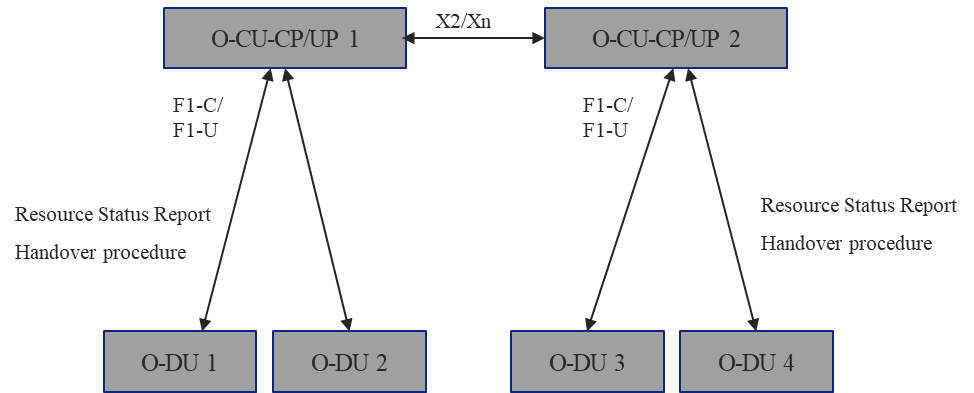 X2/Xn
O-CU-CP/UP 1
O-CU-CP/UP 2
F1-C/
F1-U
F1-C/
F1-U
Resource Status Report
Handover procedure
Resource Status Report
Handover procedure
O-DU 1
O-DU 2
O-DU 3
O-DU 4